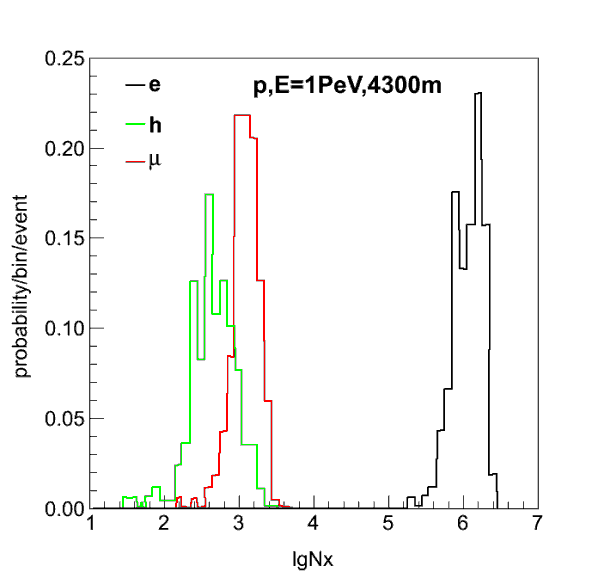 p,E=1PeV,4300m
e
h
μ
probability/bin/event
0.25
0.20
0.15
0.10
0.05
0.00
1 2 3 4 5 6 7
lgNx